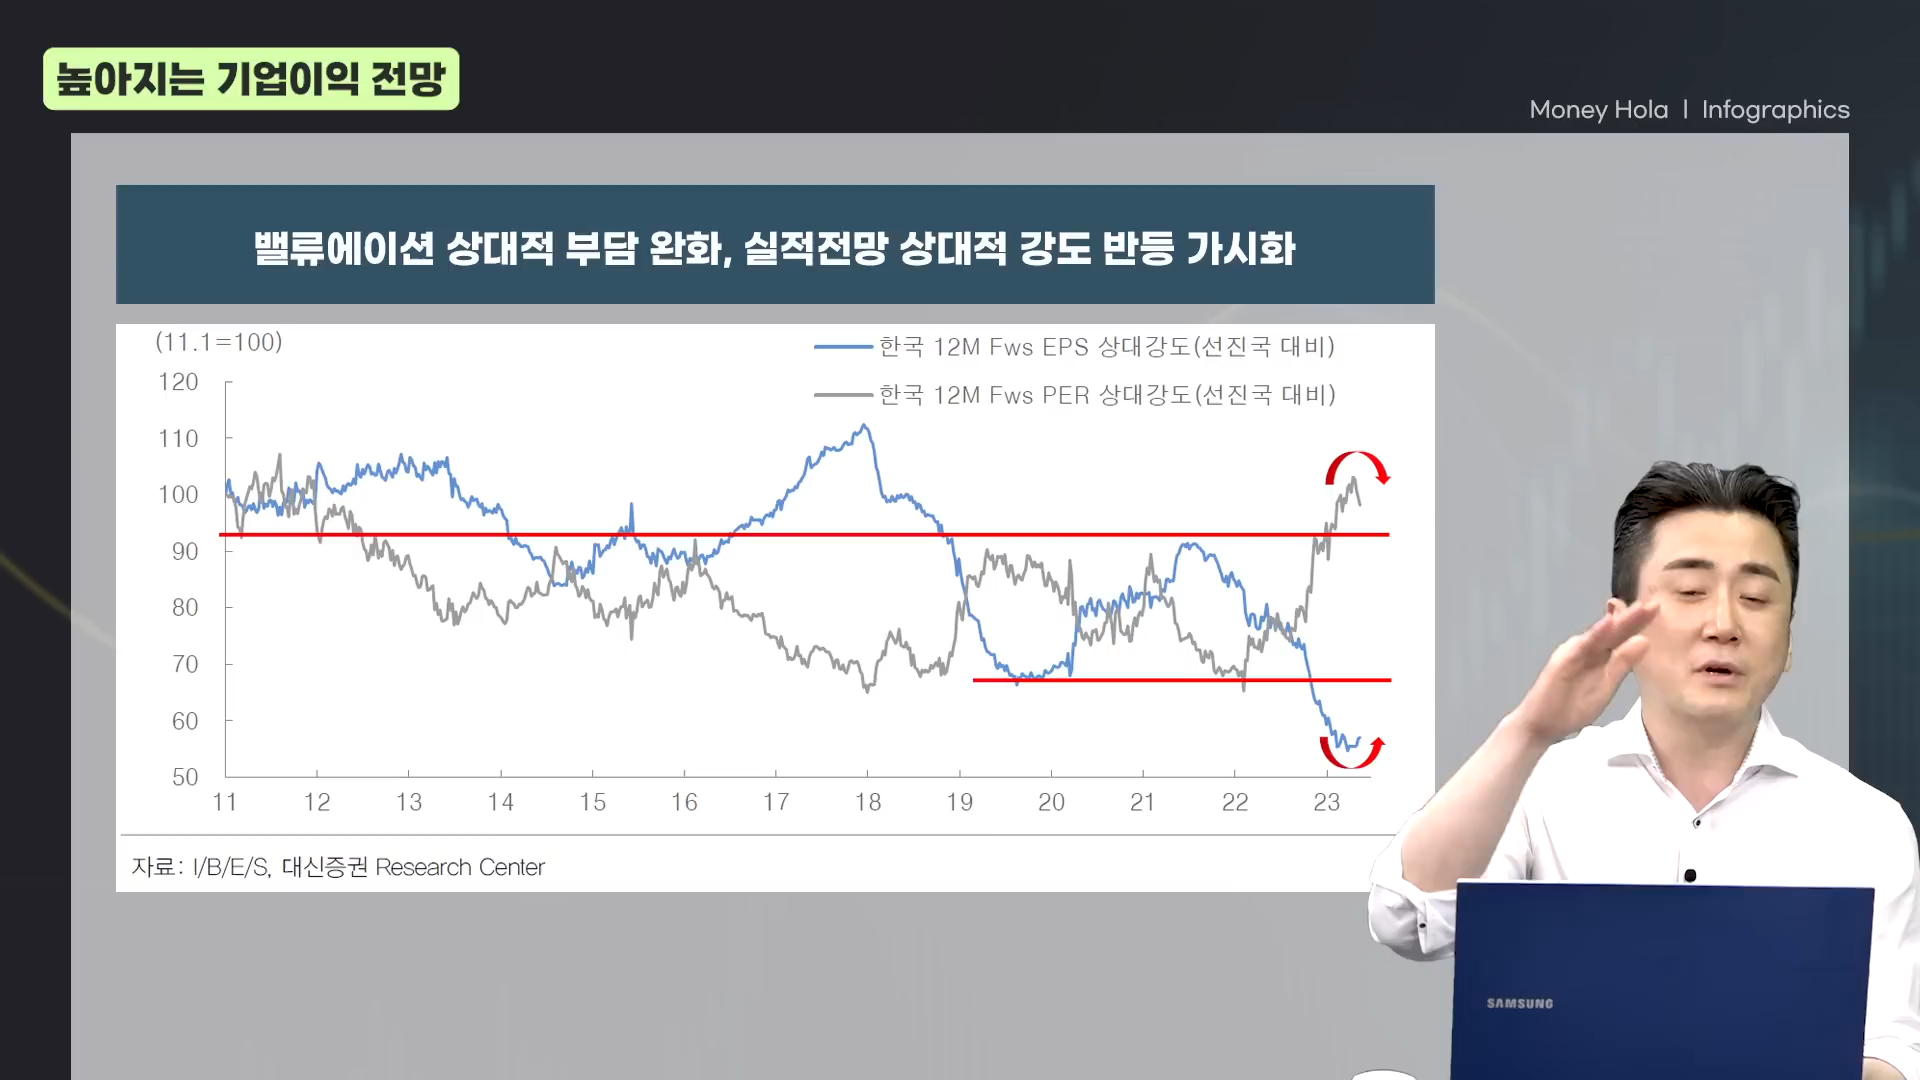 높아지는 기업이익 전망
Money Hola | Infographics
밸류에이션 상대적 부담 완화, 실적전망 상대적 강도 반등 가시화
(11.1=100)
한국 12M Fws EPS 상대강도(선진국 대비)
한국 12M Fws PER 상대강도(선진국 대비)
120
110
100
90
80
70
60
50
11 12 13 14 15 16 17 18 19 20 21 22 23
자료: I/B/E/S, 대신증권 Research Center
SAMSUNG